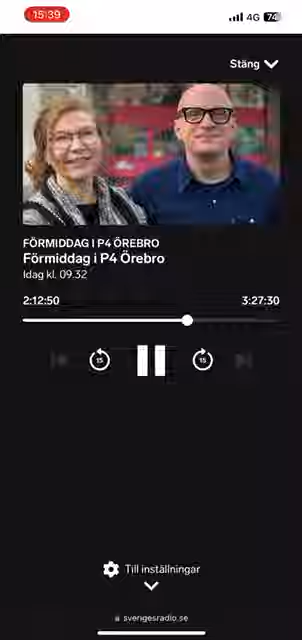 15:39
4G 74
Stäng
FÖRMIDDAG I P4 ÖREBRO
Förmiddag i P4 Örebro
Idag kl. 09.32
2:12:50 3:27:30
15 15
Till inställningar
sverigesradio.se